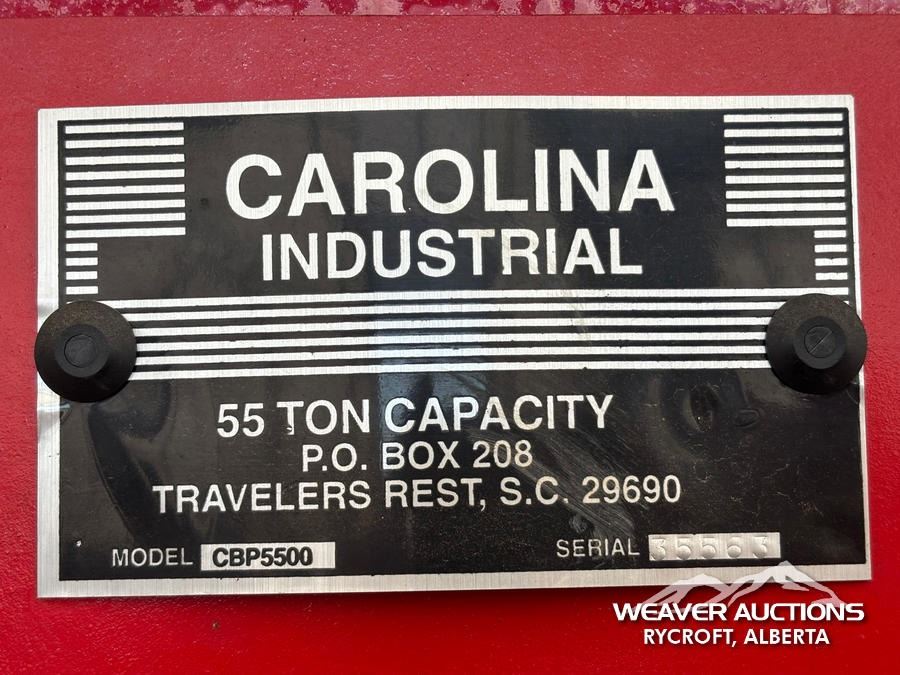 CAROLINA
INDUSTRIAL
55 TON CAPACITY
P.O. BOX 208
TRAVELERS REST, S.C. 29690
MODEL CBP5500
SERIAL 35563
WEAVER AUCTIONS
RYCROFT, ALBERTA